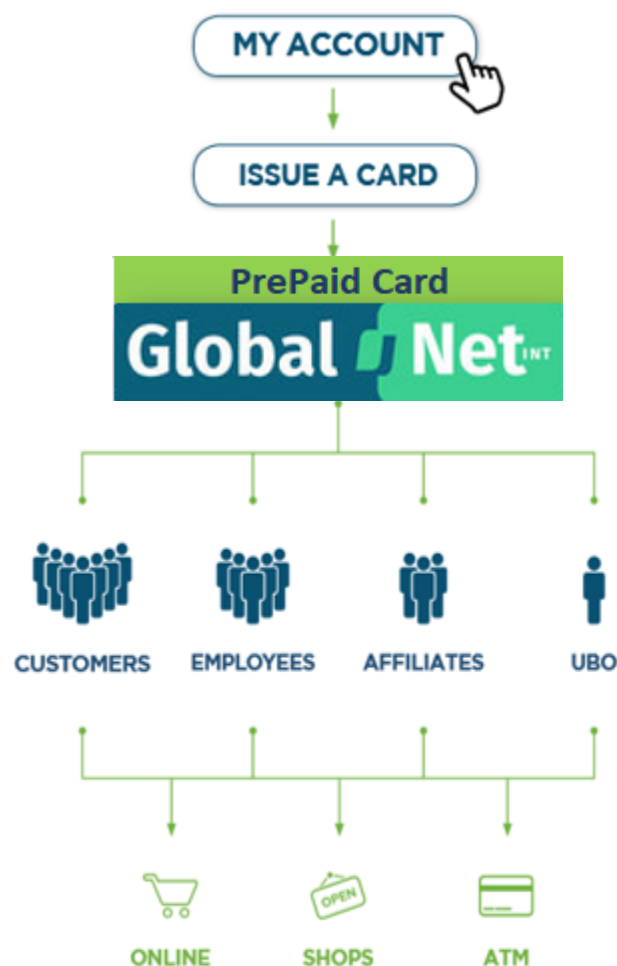 MY ACCOUNT
ISSUE A CARD
PrePaid Card
Global Net INT
CUSTOMERS EMPLOYEES AFFILIATES UBO
OPEN
ONLINE SHOPS ATM